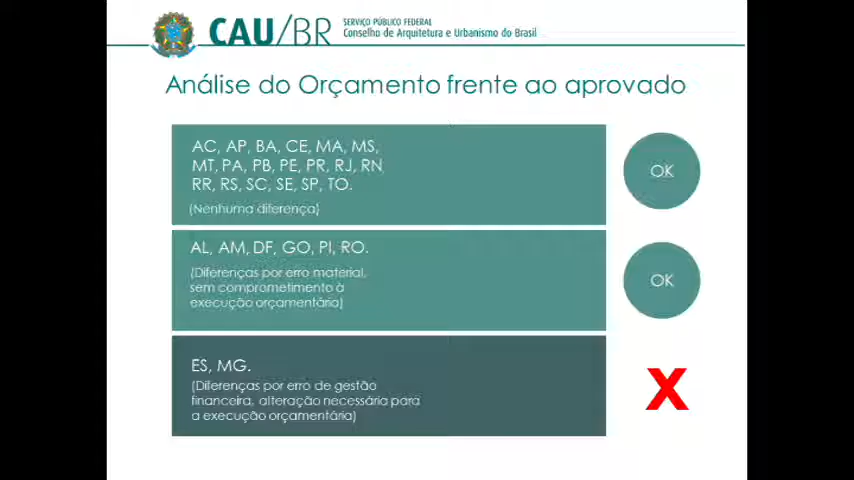 CAU/BR
SERVIÇO PÚBLICO FEDERAL
Conselho de Arquitetura e Urbanismo do Brasil
Análise do Orçamento frente ao aprovado
AC, AP, BA, CE, MA, MS,
MT, PA, PB, PE, PR, RJ, RN
RR, RS, SC, SE, SP, TO.
(Nenhuma diferença)
OK
AL, AM, DF, GO, PI, RO.
(Diferenças por erro material,
sem comprometimento à
execução orçamentária)
OK
ES, MG.
(Diferenças por erro de gestão
financeira, alteração necessária para
a execução orçamentária)
X